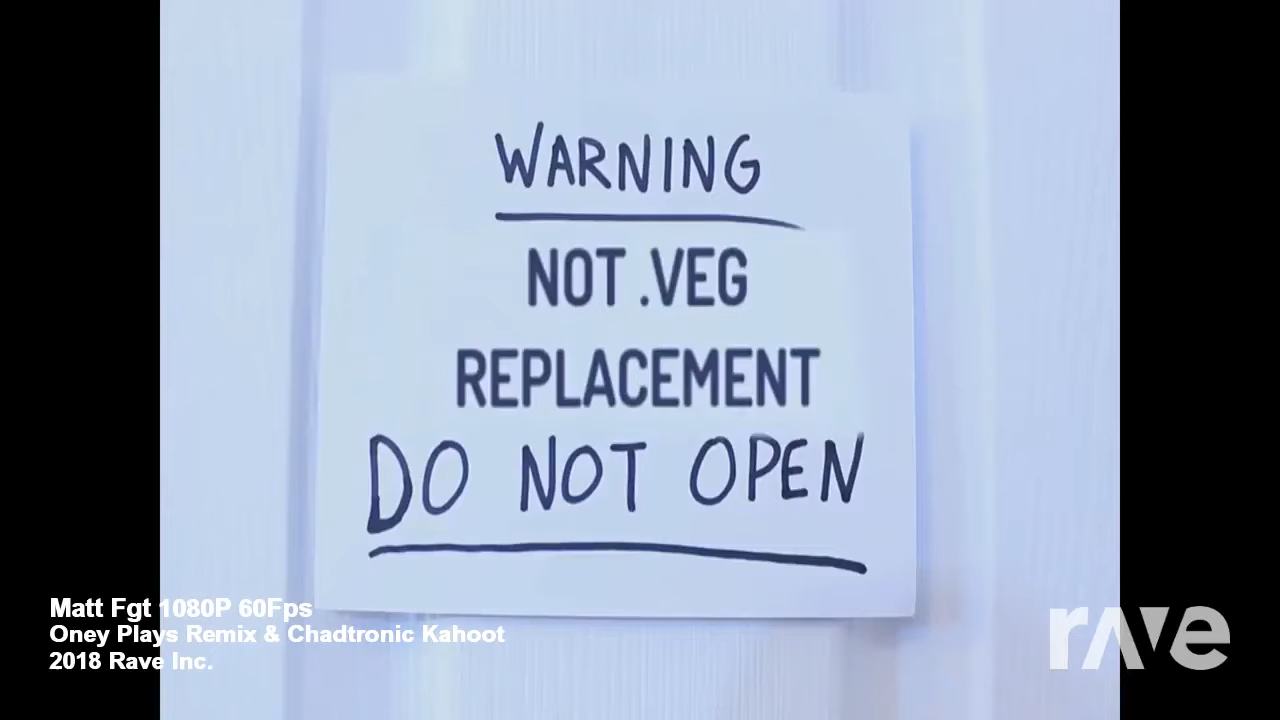 WARNING
NOT .VEG
REPLACEMENT
DO NOT OPEN
Matt Fgt 1080P 60Fps
Oney Plays Remix & Chadtronic Kahoot
2018 Rave Inc.
rave